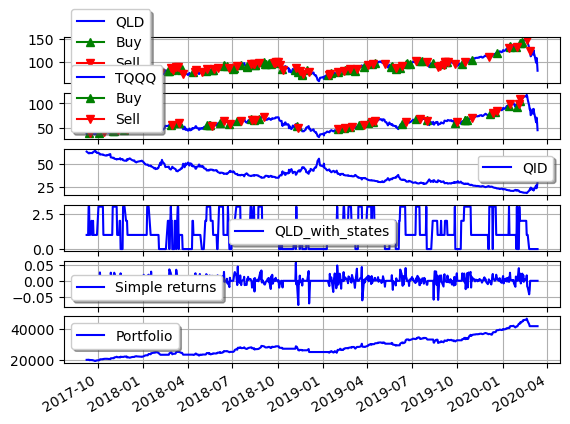 QLD
Buy
Sell
150
100
TQQQ
Buy
Sell
100
50
QID
50
25
QLD_with_states
2.5
0.0
Simple returns
0.05
0.00
−0.05
Portfolio
40000
20000
2017-10
2018-01
2018-04
2018-07
2018-10
2019-01
2019-04
2019-07
2019-10
2020-01
2020-04